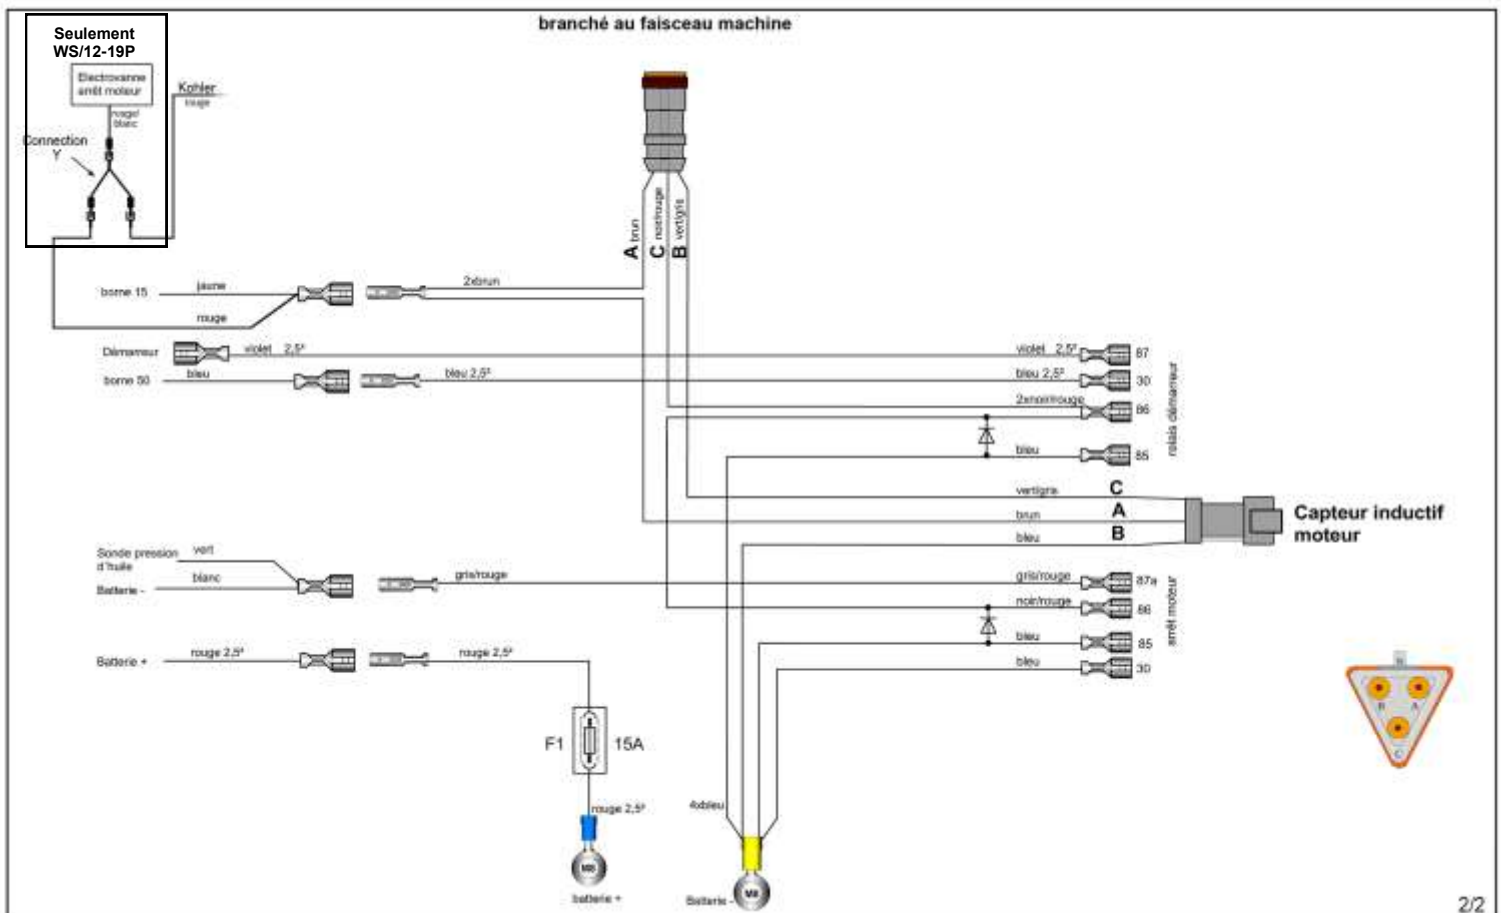 branché au faisceau machine
Seulement
WS/12-19P
Electrovanne
arrêt moteur
rouge/
blanc
Connection
Y
Kohler
rouge
A brun
C noir/rouge
B vert/gris
borne 15
jaune
rouge
2xbrun
Démarreur
violet 2,5²
violet 2,5²
87
borne 50
bleu
bleu 2,5²
bleu 2,5²
30
2xnoir/rouge
86
bleu
85
relais démarreur
vert/gris
C
brun
A
bleu
B
Capteur inductif
moteur
Sonde pression
d'huile
vert
Batterie -
blanc
gris/rouge
gris/rouge
87a
noir/rouge
86
bleu
85
bleu
30
arrêt moteur
Batterie +
rouge 2,5²
rouge 2,5²
F1
15A
rouge 2,5²
batterie +
4xbleu
M8
Batterie -
B
A
C
2/2